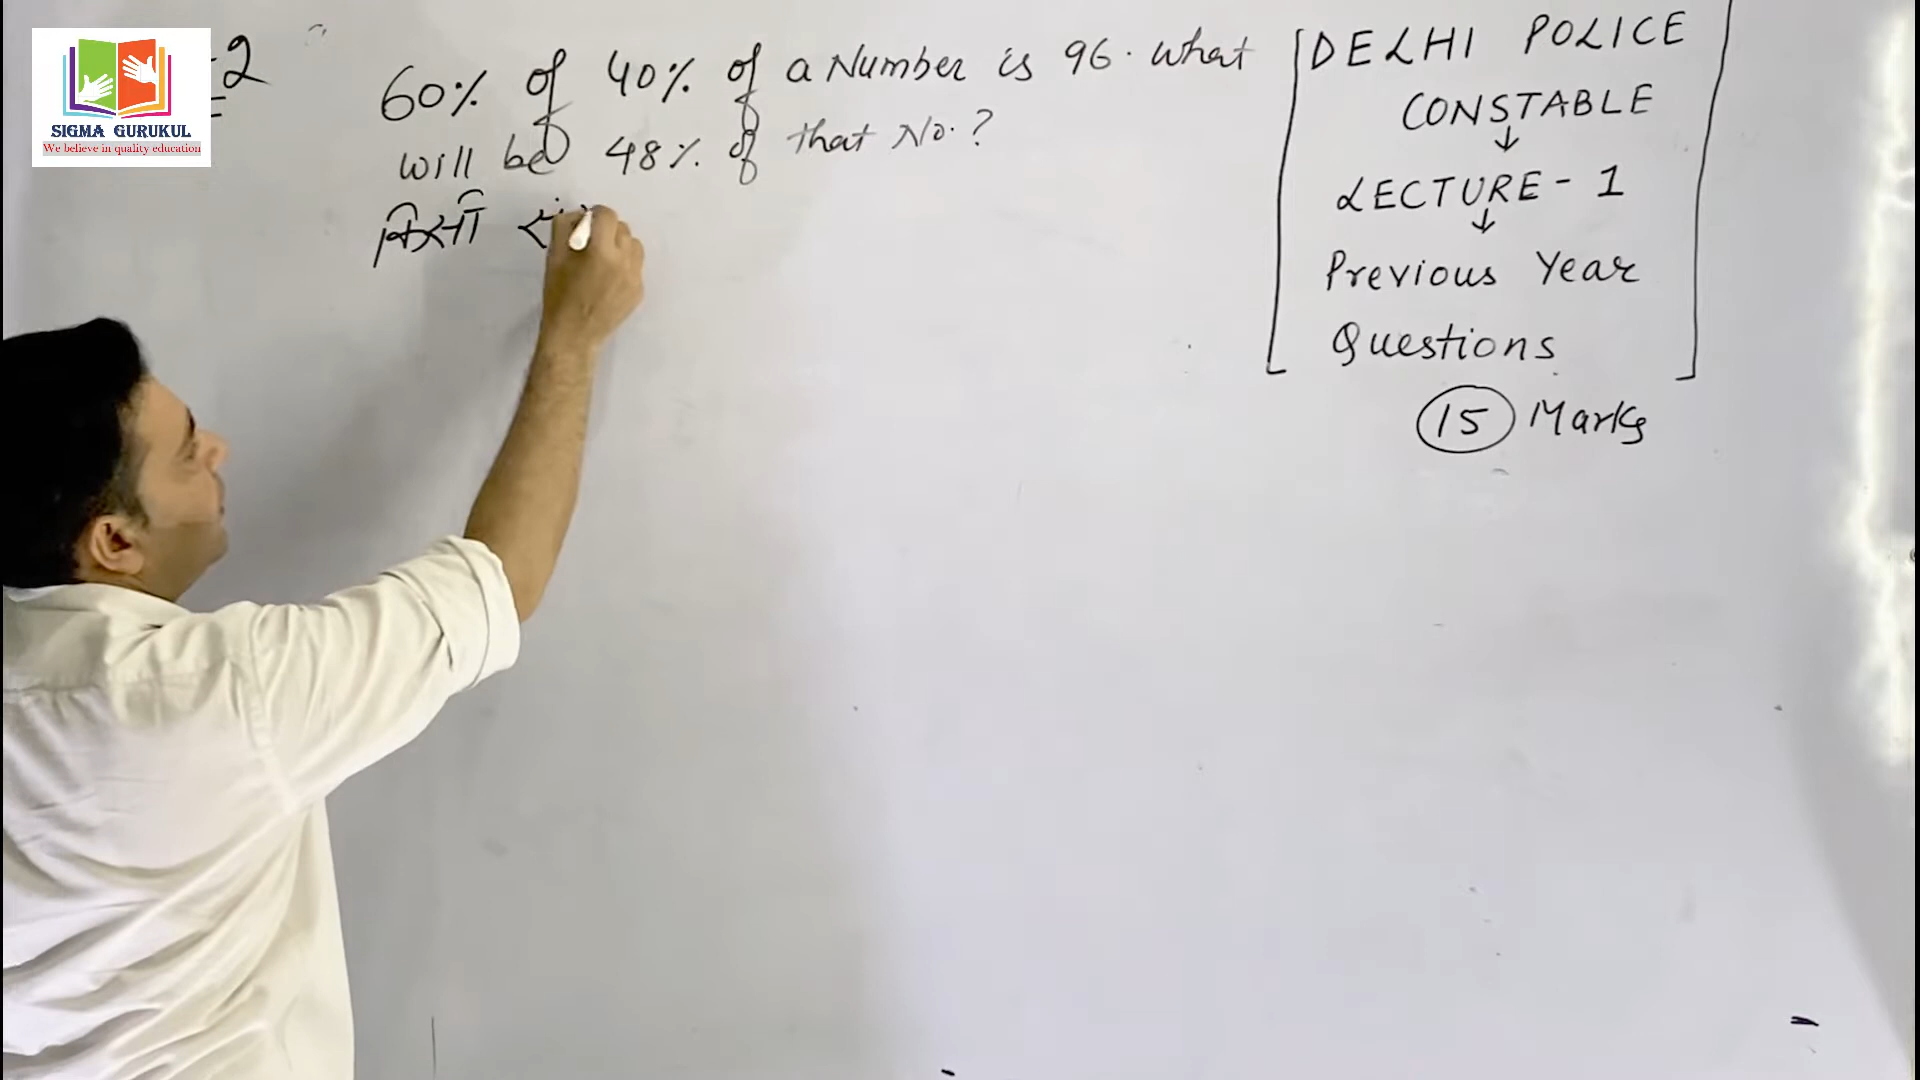 SIGMA GURUKUL
We believe in quality education
-2
60% of 40% of a Number is 96. What
will be 48% of that No.?
किसी
DELHI POLICE
CONSTABLE
↓
LECTURE - 1
↓
Previous Year
Questions
15 Marks